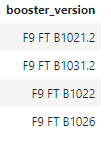 booster_version
F9 FT B1021.2
F9 FT B1031.2
F9 FT B1022
F9 FT B1026